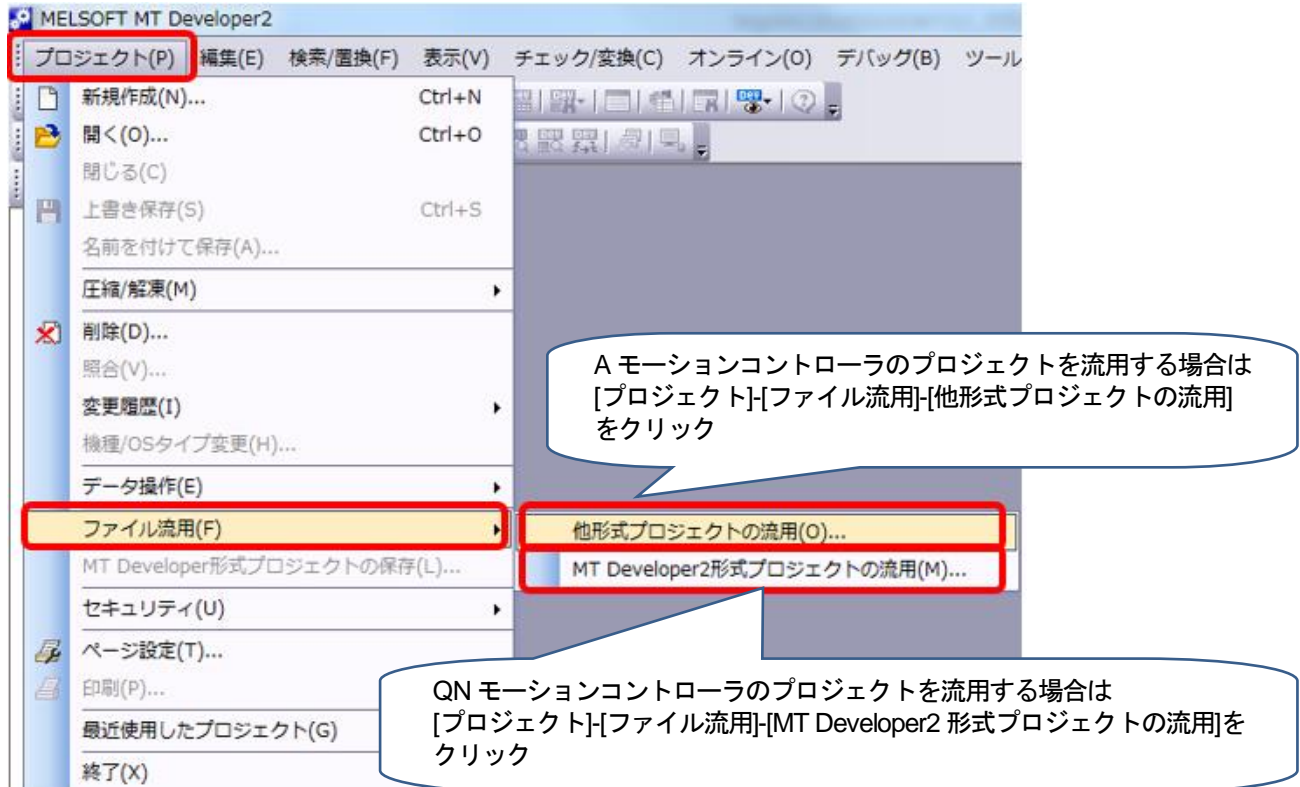 MELSOFT MT Developer2
プロジェクト(P) 編集(E) 検索/置換(F) 表示(V) チェック/変換(C) オンライン(O) デバッグ(B) ツール
新規作成(N)... Ctrl+N
開く(O)... Ctrl+O
閉じる(C)
上書き保存(S) Ctrl+S
名前を付けて保存(A)...
圧縮/解凍(M)
削除(D)...
照合(V)...
変更履歴(I)
機種/OSタイプ変更(H)...
データ操作(E)
ファイル流用(F)
MT Developer形式プロジェクトの保存(L)...
セキュリティ(U)
ページ設定(T)...
印刷(P)...
最近使用したプロジェクト(G)
終了(X)
A モーションコントローラのプロジェクトを流用する場合は
[プロジェクト]-[ファイル流用]-[他形式プロジェクトの流用]
をクリック
他形式プロジェクトの流用(O)...
MT Developer2形式プロジェクトの流用(M)...
QN モーションコントローラのプロジェクトを流用する場合は
[プロジェクト]-[ファイル流用]-[MT Developer2 形式プロジェクトの流用]を
クリック